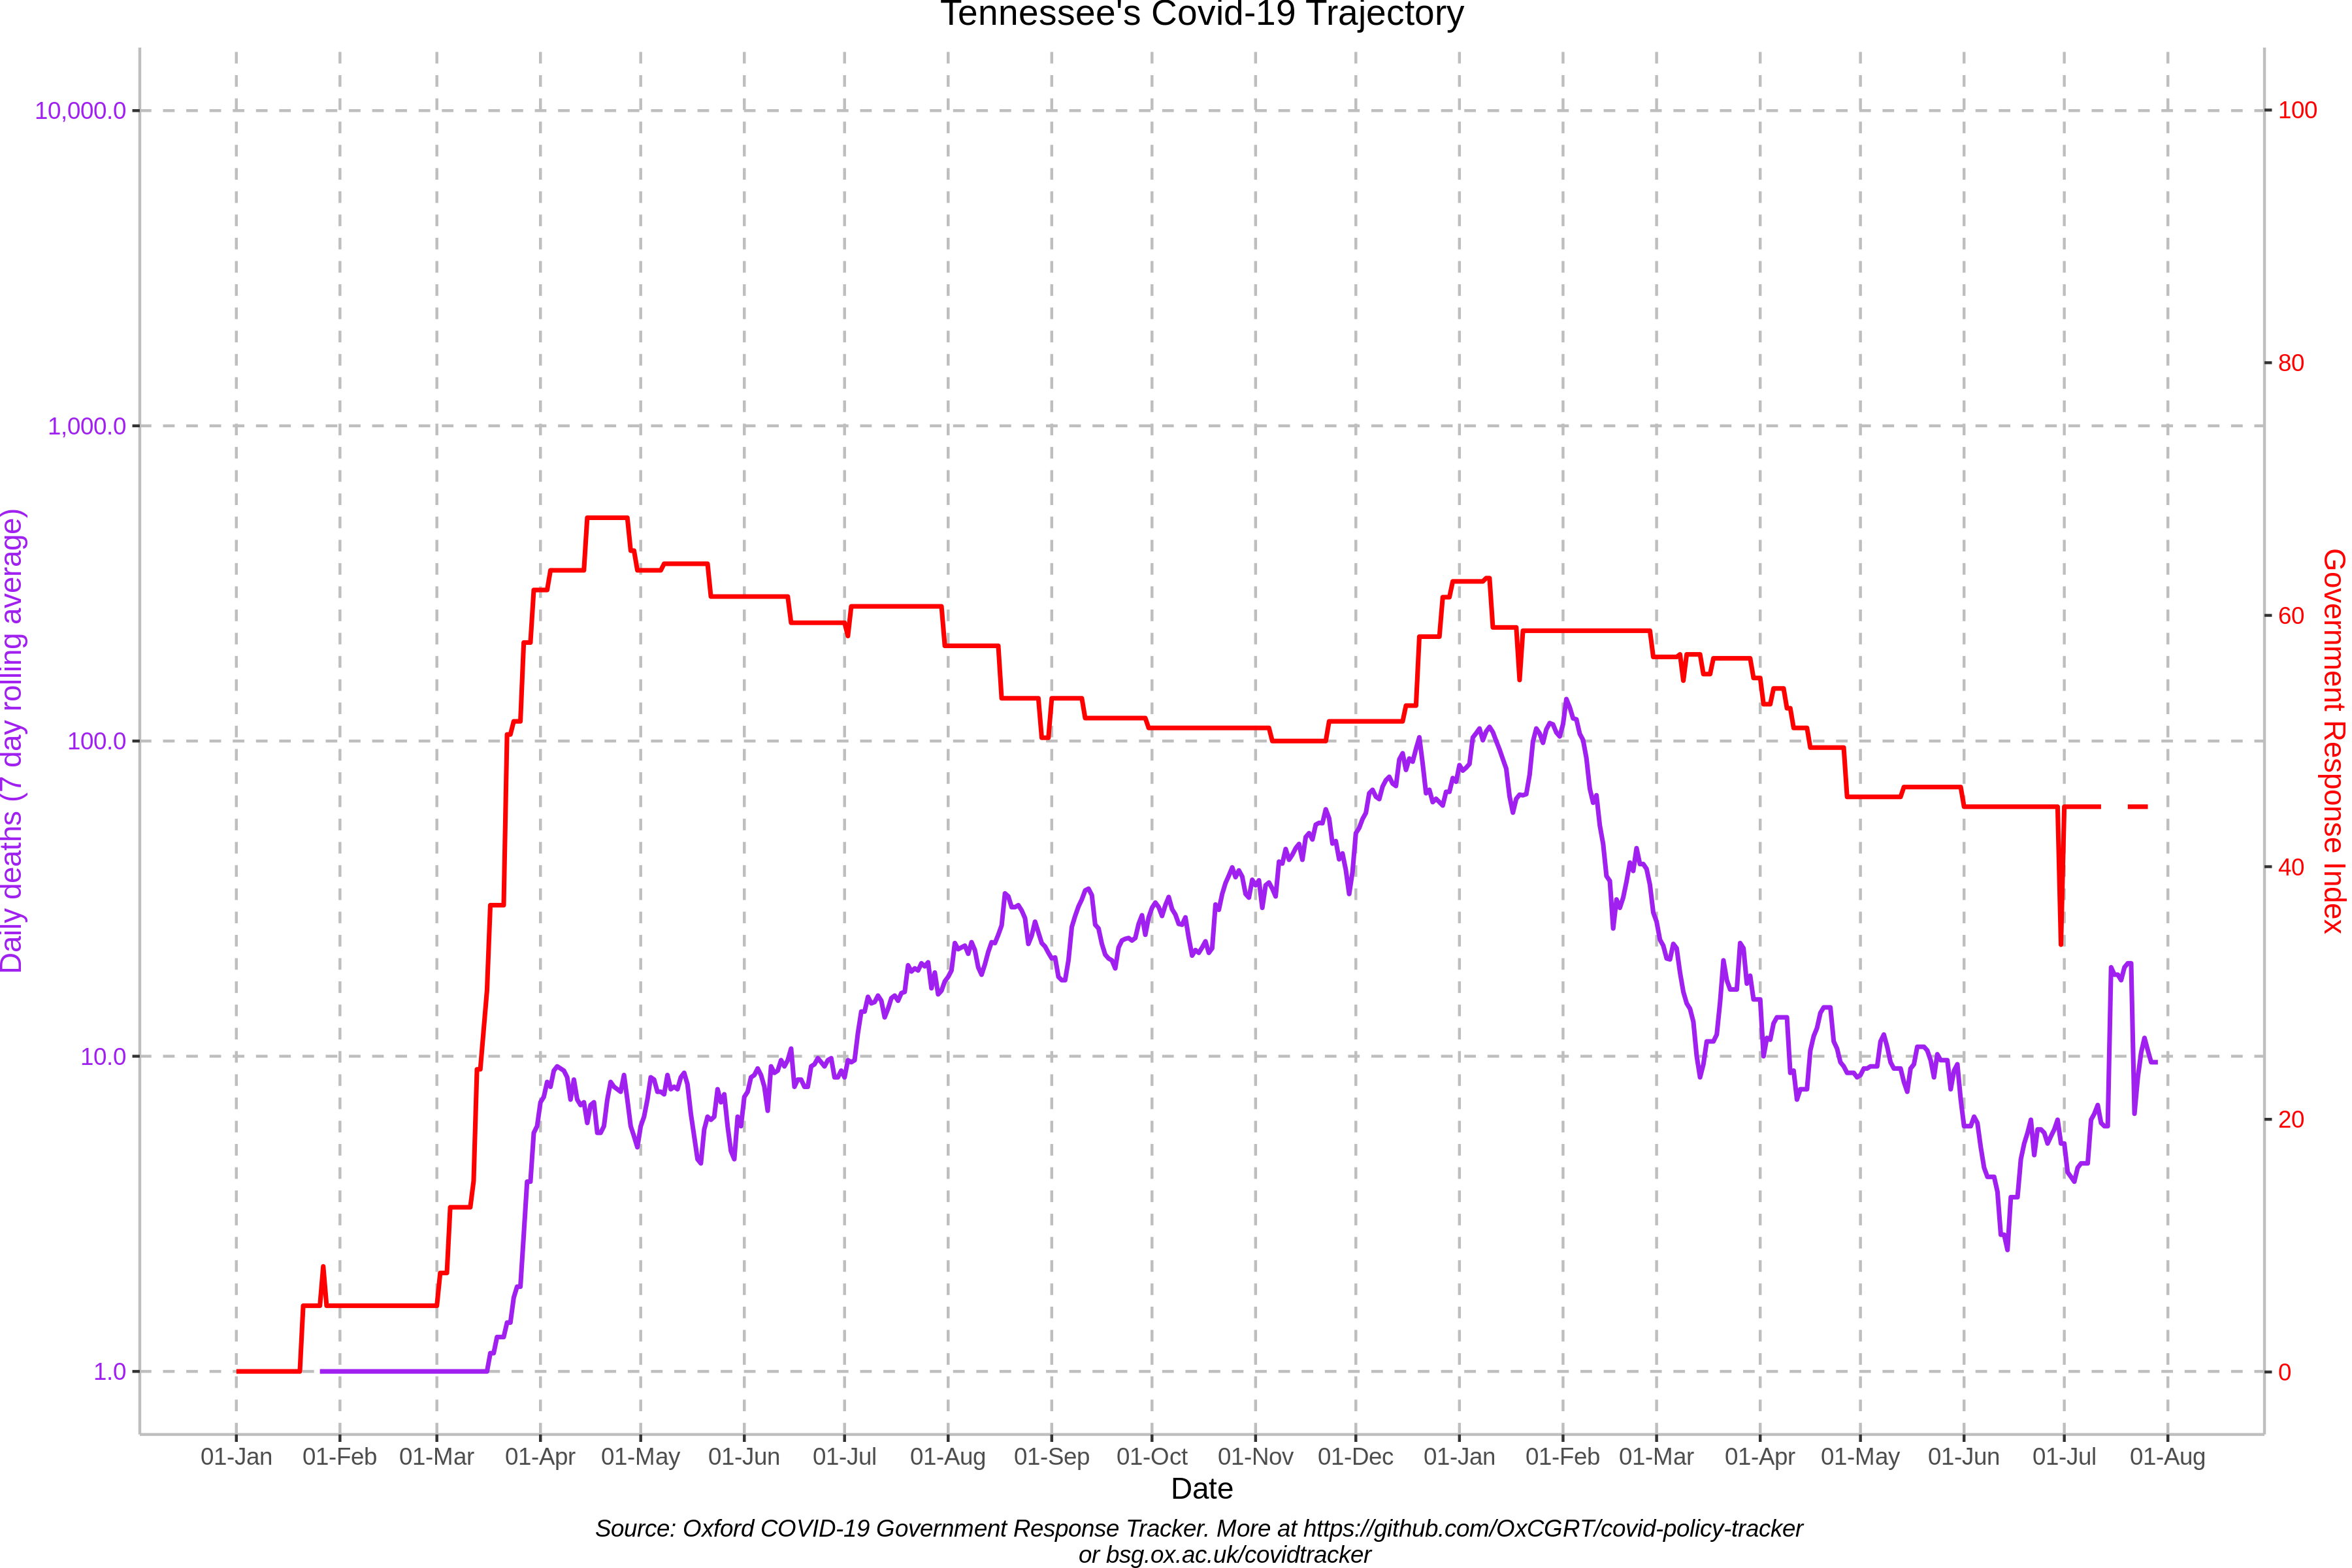 Tennessee's Covid-19 Trajectory
10,000.0
1,000.0
100.0
10.0
1.0
Daily deaths (7 day rolling average)
100
80
60
40
20
0
Government Response Index
01-Jan 01-Feb 01-Mar 01-Apr 01-May 01-Jun 01-Jul 01-Aug 01-Sep 01-Oct 01-Nov 01-Dec 01-Jan 01-Feb 01-Mar 01-Apr 01-May 01-Jun 01-Jul 01-Aug
Date
Source: Oxford COVID-19 Government Response Tracker. More at https://github.com/OxCGRT/covid-policy-tracker
or bsg.ox.ac.uk/covidtracker